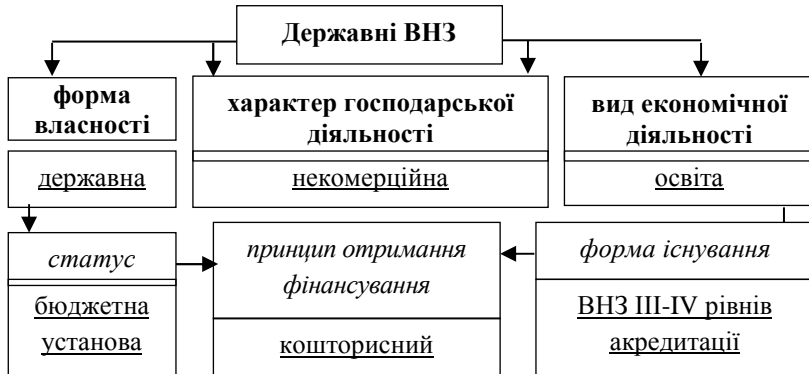 Державні ВНЗ
форма
власності
характер господарської
діяльності
вид економічної
діяльності
державна
некомерційна
освіта
статус
принцип отримання
фінансування
форма існування
бюджетна
установа
кошторисний
ВНЗ ІІІ-IV рівнів
акредитації